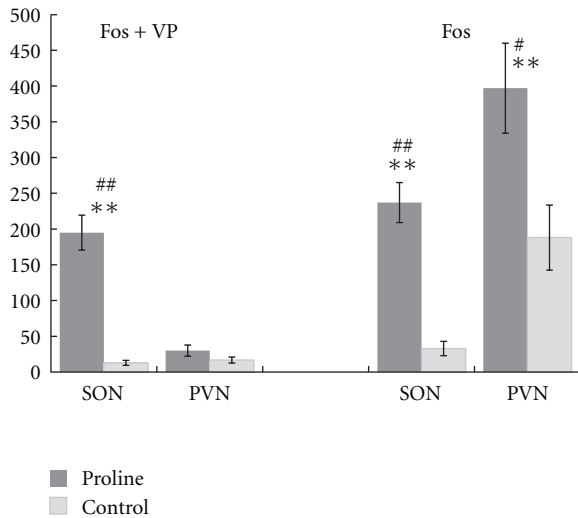 500
450
400
350
300
250
200
150
100
50
0
Fos + VP
Fos
##
**
##
**
#
**
SON
PVN
SON
PVN
Proline
Control